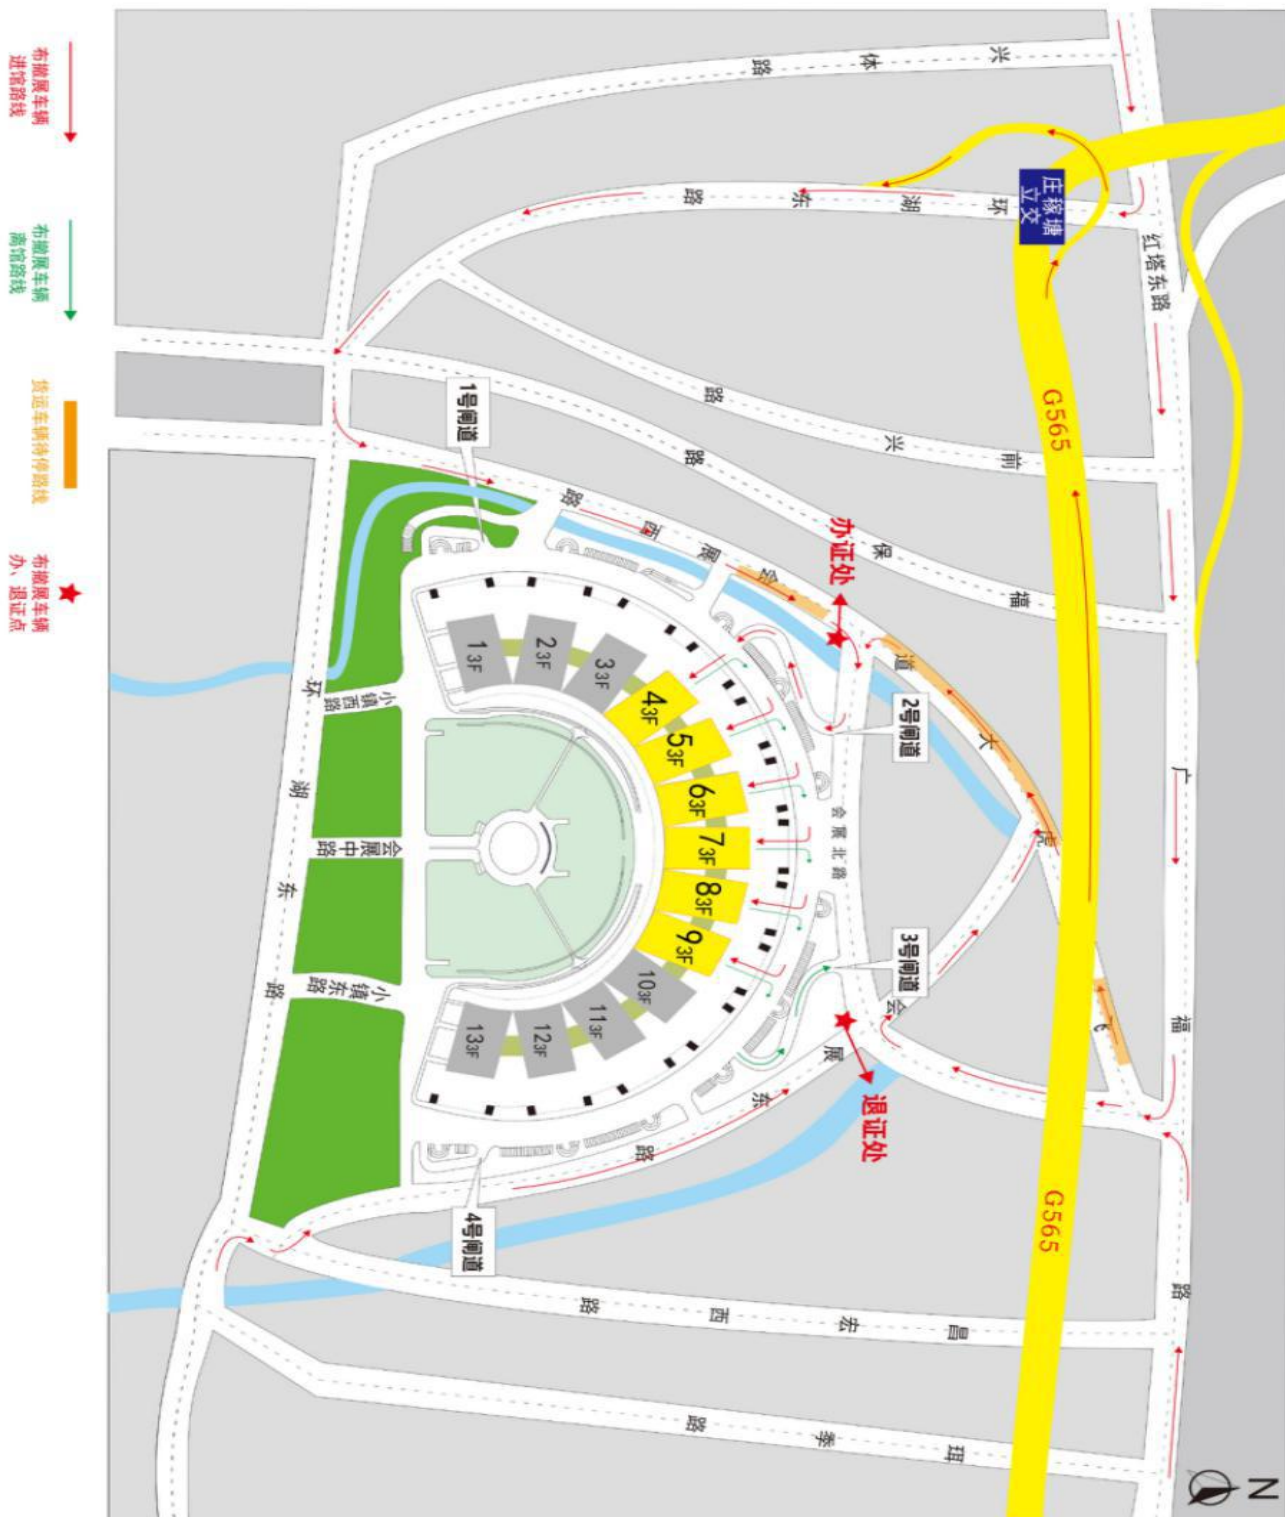 N
红塔东路
广福路
庄稼塘
立交
G565
G565
兴体路
环湖东路
前兴路
福保路
飞虎大道
会展西路
会展北路
会展东路
昌宏西路
珥季路
办证处
退证处
1号闸道
2号闸道
3号闸道
4号闸道
1 3F
2 3F
3 3F
4 3F
5 3F
6 3F
7 3F
8 3F
9 3F
10 3F
11 3F
12 3F
13 3F
小镇西路
会展中路
小镇东路
环湖东路
布撤展车辆
进馆路线
布撤展车辆
离馆路线
货运车辆待停路线
布撤展车辆
办、退证点